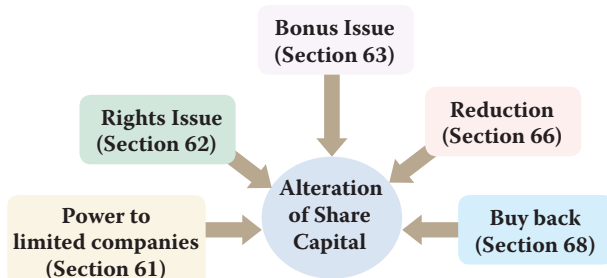 Bonus Issue
(Section 63)
Rights Issue
(Section 62)
Reduction
(Section 66)
Alteration
of Share
Capital
Power to
limited companies
(Section 61)
Buy back
(Section 68)